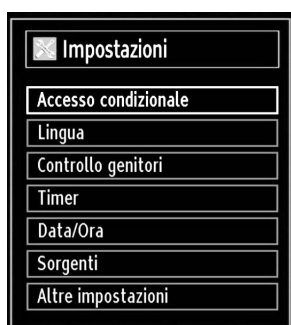 Impostazioni
Accesso condizionale
Lingua
Controllo genitori
Timer
Data/Ora
Sorgenti
Altre impostazioni